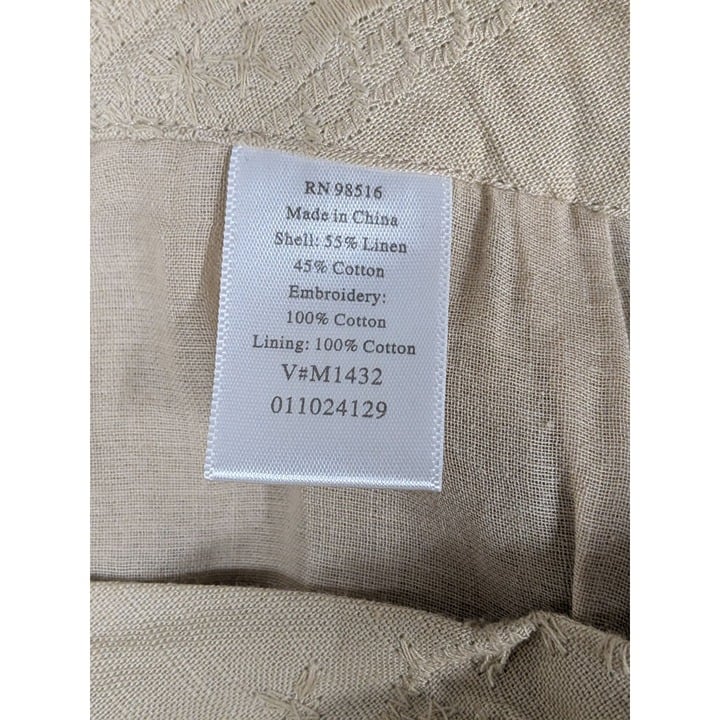 RN 98516
Made in China
Shell: 55% Linen
45% Cotton
Embroidery:
100% Cotton
Lining: 100% Cotton
V#M1432
011024129